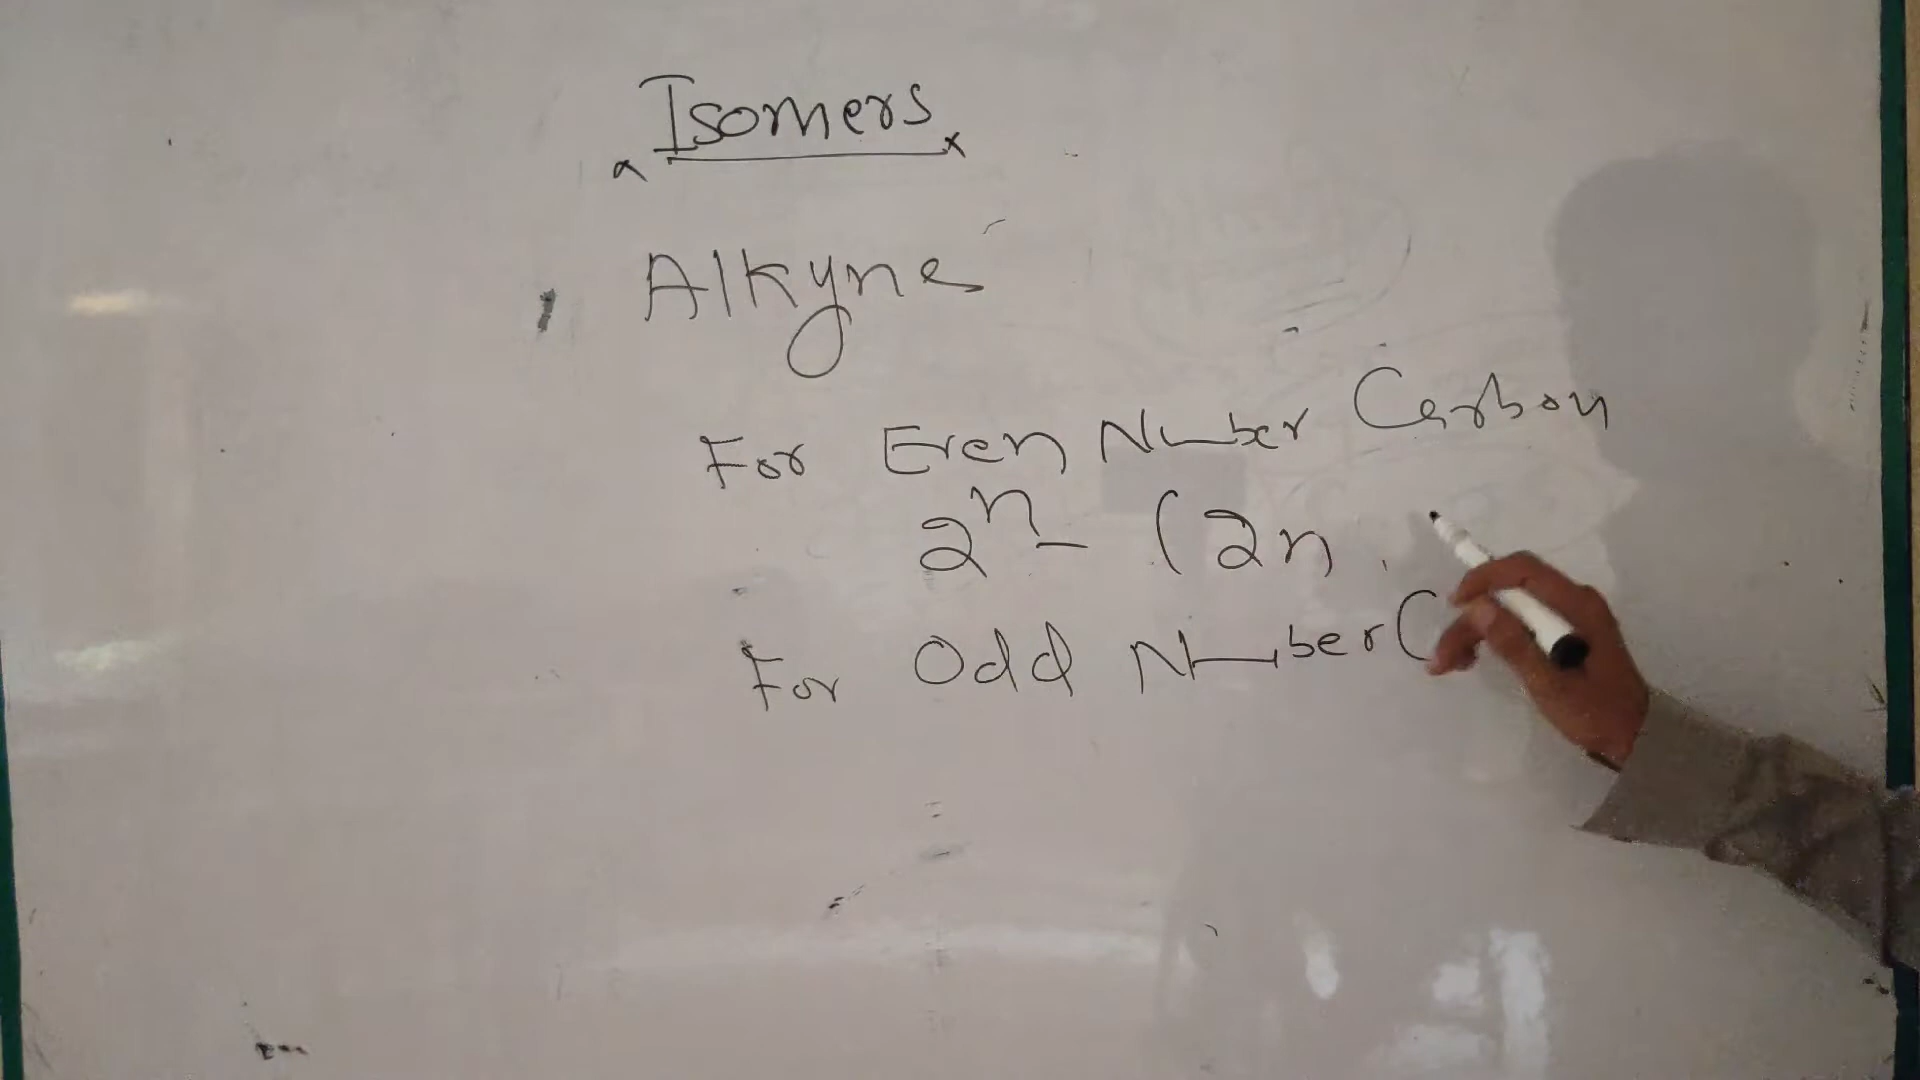 Isomers
Alkyne
For Even Number Carbon
2ⁿ - (2n
For Odd Number C